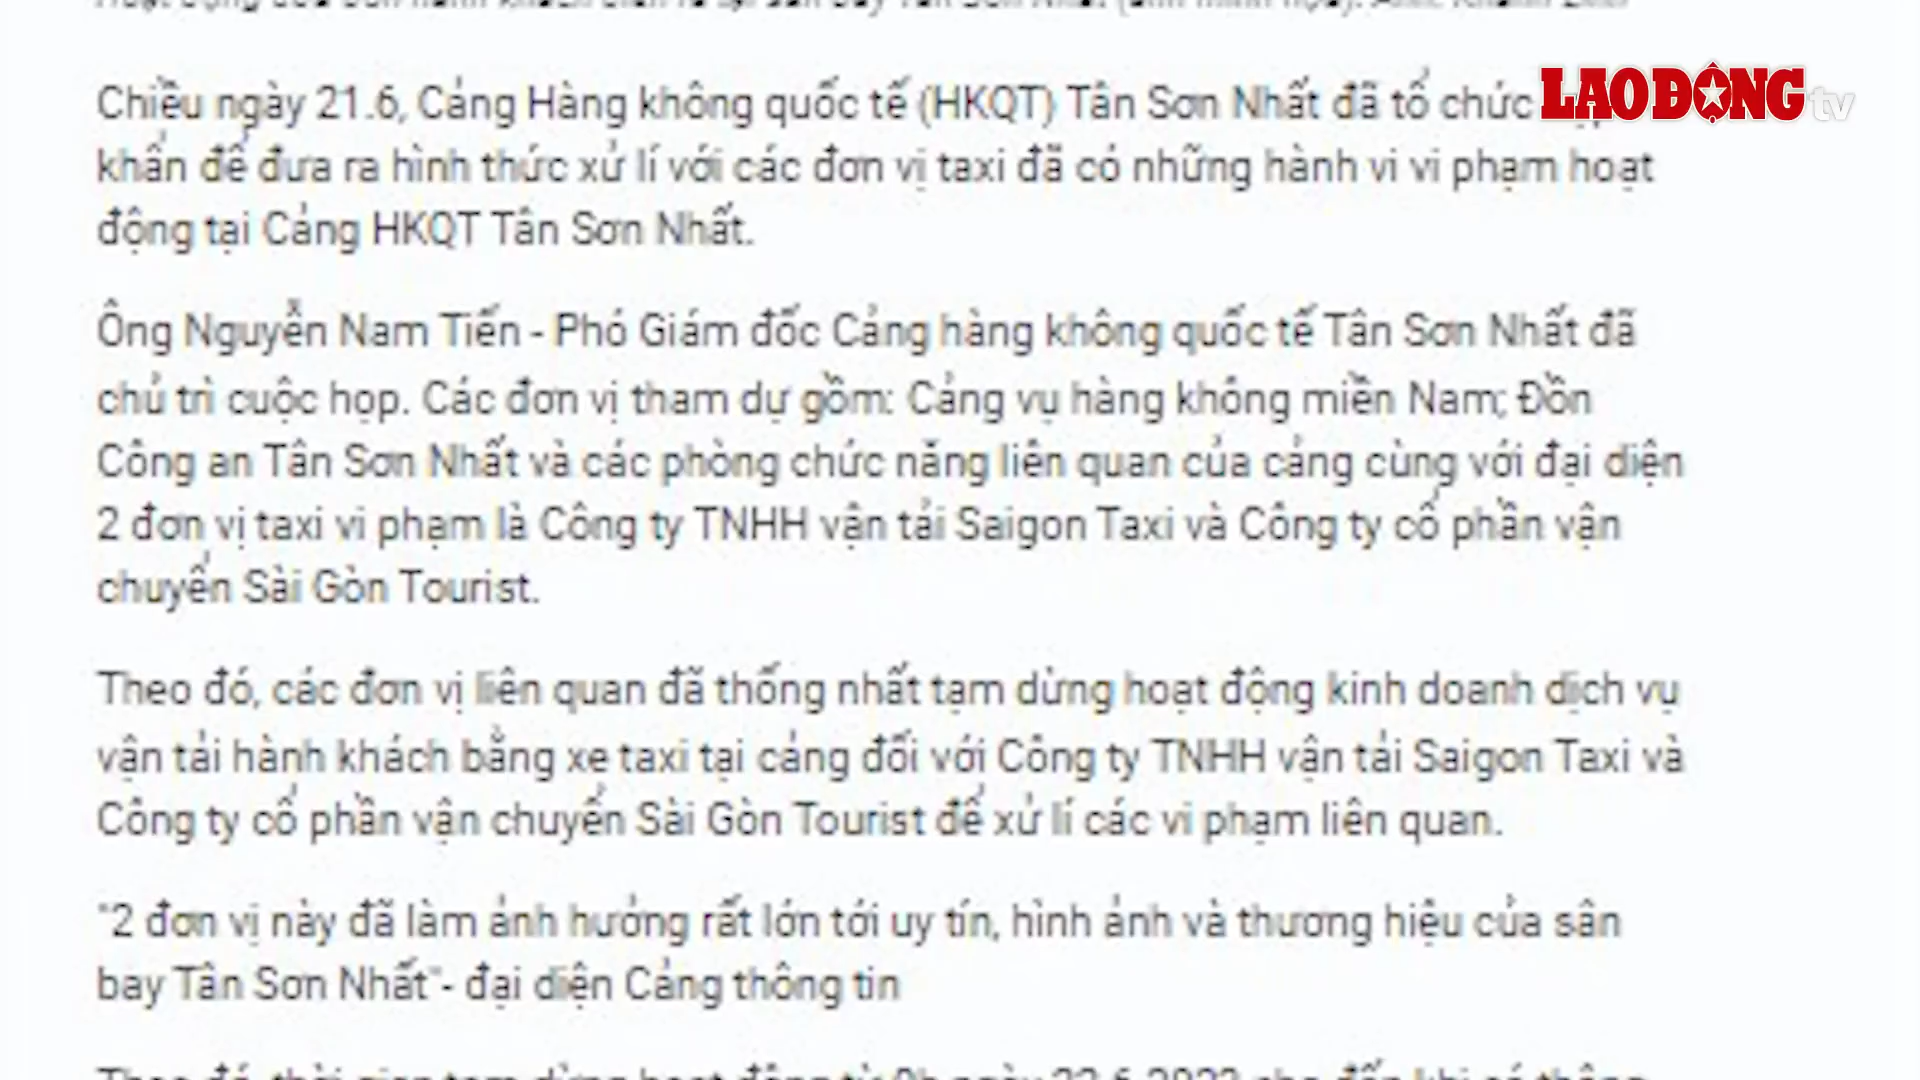 Chiều ngày 21.6, Cảng Hàng không quốc tế (HKQT) Tân Sơn Nhất đã tổ chức
LAO ĐỘNG tv
khẩn để đưa ra hình thức xử lí với các đơn vị taxi đã có những hành vi vi phạm hoạt
động tại Cảng HKQT Tân Sơn Nhất.
Ông Nguyễn Nam Tiến - Phó Giám đốc Cảng hàng không quốc tế Tân Sơn Nhất đã
chủ trì cuộc họp. Các đơn vị tham dự gồm: Cảng vụ hàng không miền Nam; Đồn
Công an Tân Sơn Nhất và các phòng chức năng liên quan của cảng cùng với đại diện
2 đơn vị taxi vi phạm là Công ty TNHH vận tải Saigon Taxi và Công ty cổ phần vận
chuyển Sài Gòn Tourist.
Theo đó, các đơn vị liên quan đã thống nhất tạm dừng hoạt động kinh doanh dịch vụ
vận tải hành khách bằng xe taxi tại cảng đối với Công ty TNHH vận tải Saigon Taxi và
Công ty cổ phần vận chuyển Sài Gòn Tourist để xử lí các vi phạm liên quan.
"2 đơn vị này đã làm ảnh hưởng rất lớn tới uy tín, hình ảnh và thương hiệu của sân
bay Tân Sơn Nhất"- đại diện Cảng thông tin